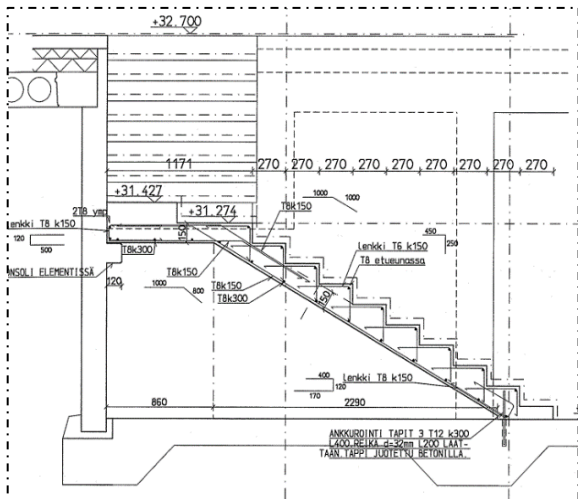 +32.700
1171 270 270 270 270 270 270 270 270 270
+31.427
1000
1000
2T8 ymp
+31.274
T8k150
450
250
Lenkki T8 k150
120
500
T8k300
150
T8k150
Lenkki T6 k150
T8 etureunassa
NSOLI ELEMENTISSÄ
120
1000
800
T8k150
T8k300
150
400
120
170
Lenkki T8 k150
860
2290
ANKKUROINTI TAPIT 3 T12 k300
L400.REIKA d=32mm L200 LAAT-
TAAN.TAPPI JUOTETTU BETONILLA.